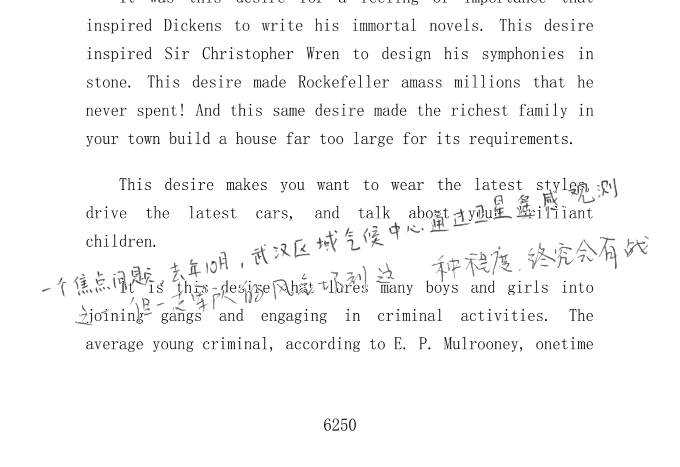 It was this desire for a feeling of importance that
inspired Dickens to write his immortal novels. This desire
inspired Sir Christopher Wren to design his symphonies in
stone. This desire made Rockefeller amass millions that he
never spent! And this same desire made the richest family in
your town build a house far too large for its requirements.
This desire makes you want to wear the latest styles,
drive the latest cars, and talk about your brilliant
children.
一个焦点问题。去年10月，武汉区域气候中心通过卫星遥感观测
It is this desire that lures many boys and girls into
这一 但一支军队的风气坏到这 种程度，终究会有战
joining gangs and engaging in criminal activities. The
average young criminal, according to E. P. Mulrooney, onetime
6250